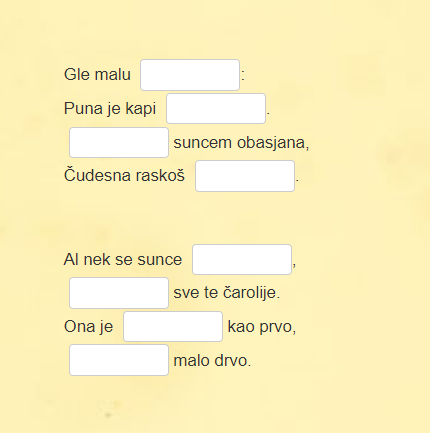 Gle malu :
Puna je kapi .
suncem obasjana,
Čudesna raskoš .
Al nek se sunce ,
sve te čarolije.
Ona je kao prvo,
malo drvo.